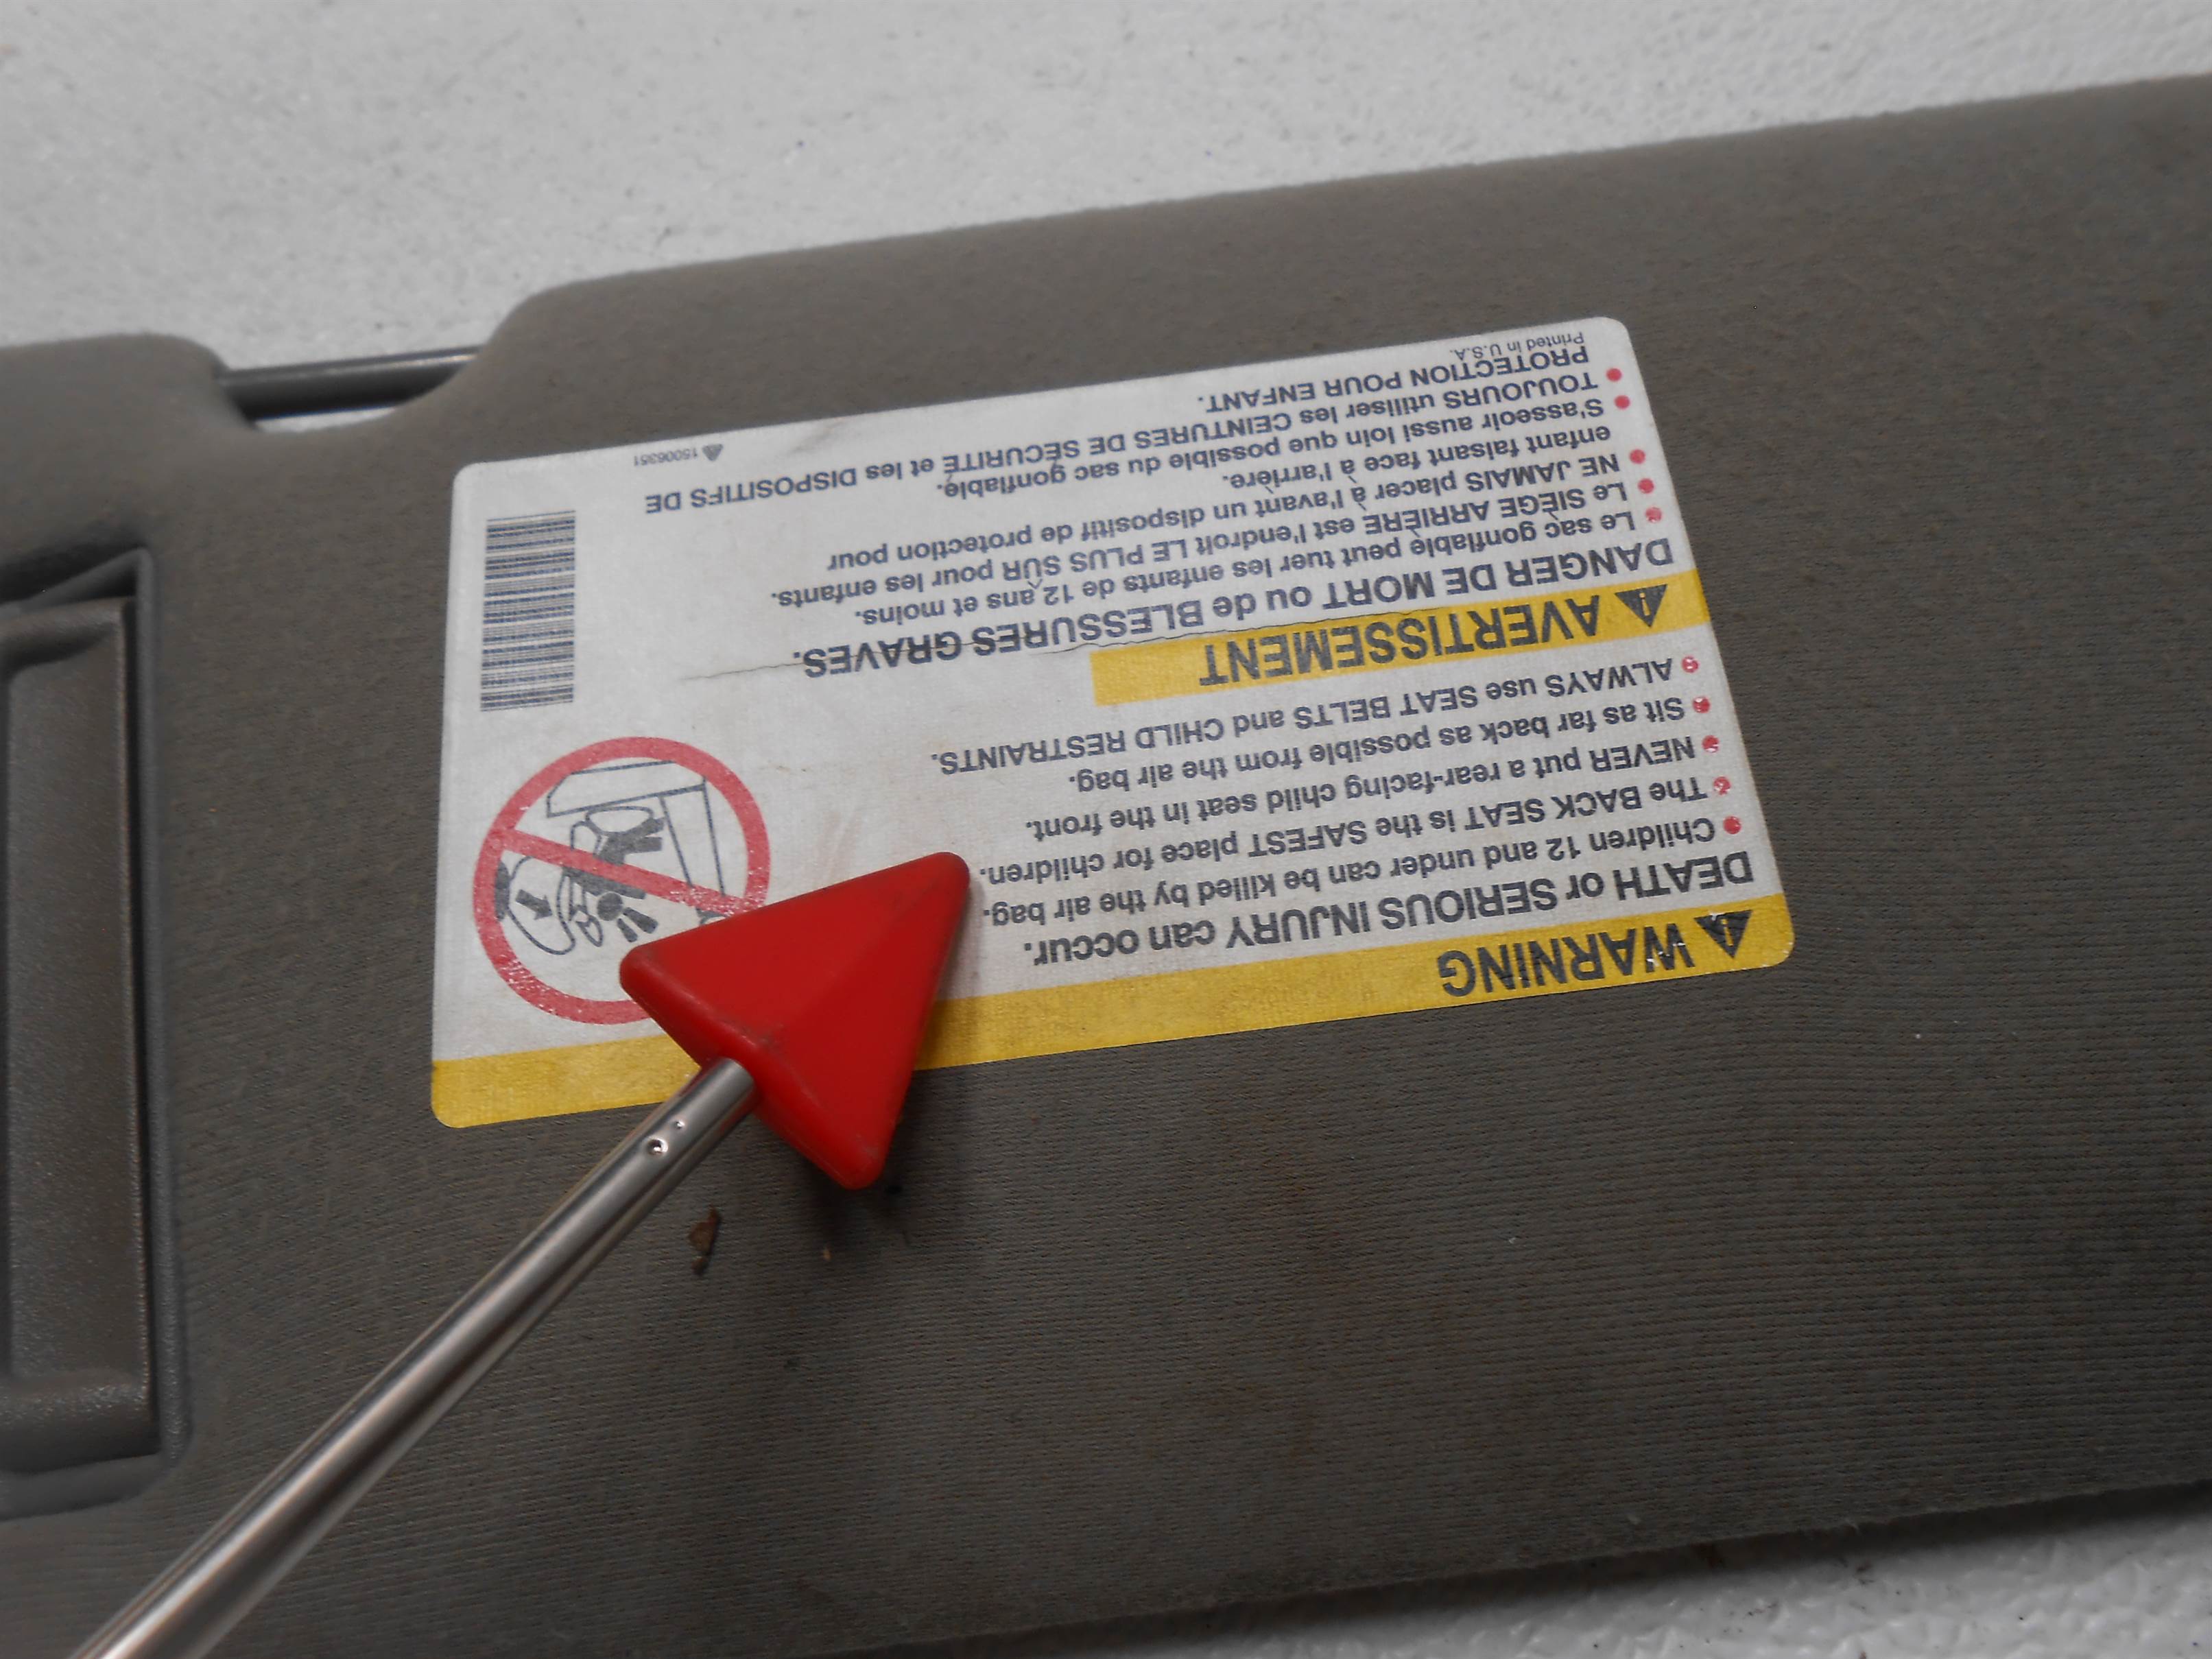 WARNING
DEATH or SERIOUS INJURY can occur.
• Children 12 and under can be killed by the air bag.
• The BACK SEAT is the SAFEST place for children.
• NEVER put a rear-facing child seat in the front.
• Sit as far back as possible from the air bag.
• ALWAYS use SEAT BELTS and CHILD RESTRAINTS.
AVERTISSEMENT
DANGER DE MORT ou de BLESSURES GRAVES.
• Le sac gonflable peut tuer les enfants de 12 ans et moins.
• Le SIÈGE ARRIÈRE est l'endroit LE PLUS SÛR pour les enfants.
• NE JAMAIS placer à l'avant un dispositif de protection pour
enfant faisant face à l'arrière.
• S'asseoir aussi loin que possible du sac gonflable.
• TOUJOURS utiliser les CEINTURES DE SÉCURITÉ et les DISPOSITIFS DE
PROTECTION POUR ENFANT.
Printed in U.S.A.
15006351